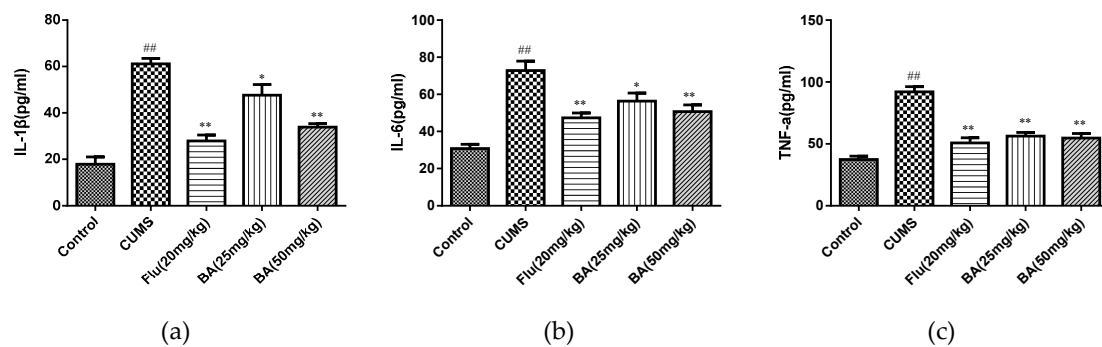 IL-1β(pg/ml)
80
60
40
20
0
##
**
*
**
Control
CUMS
Flu(20mg/kg)
BA(25mg/kg)
BA(50mg/kg)
(a)
IL-6(pg/ml)
100
80
60
40
20
0
##
**
*
**
Control
CUMS
Flu(20mg/kg)
BA(25mg/kg)
BA(50mg/kg)
(b)
TNF-a(pg/ml)
150
100
50
0
##
**
**
**
Control
CUMS
Flu(20mg/kg)
BA(25mg/kg)
BA(50mg/kg)
(c)